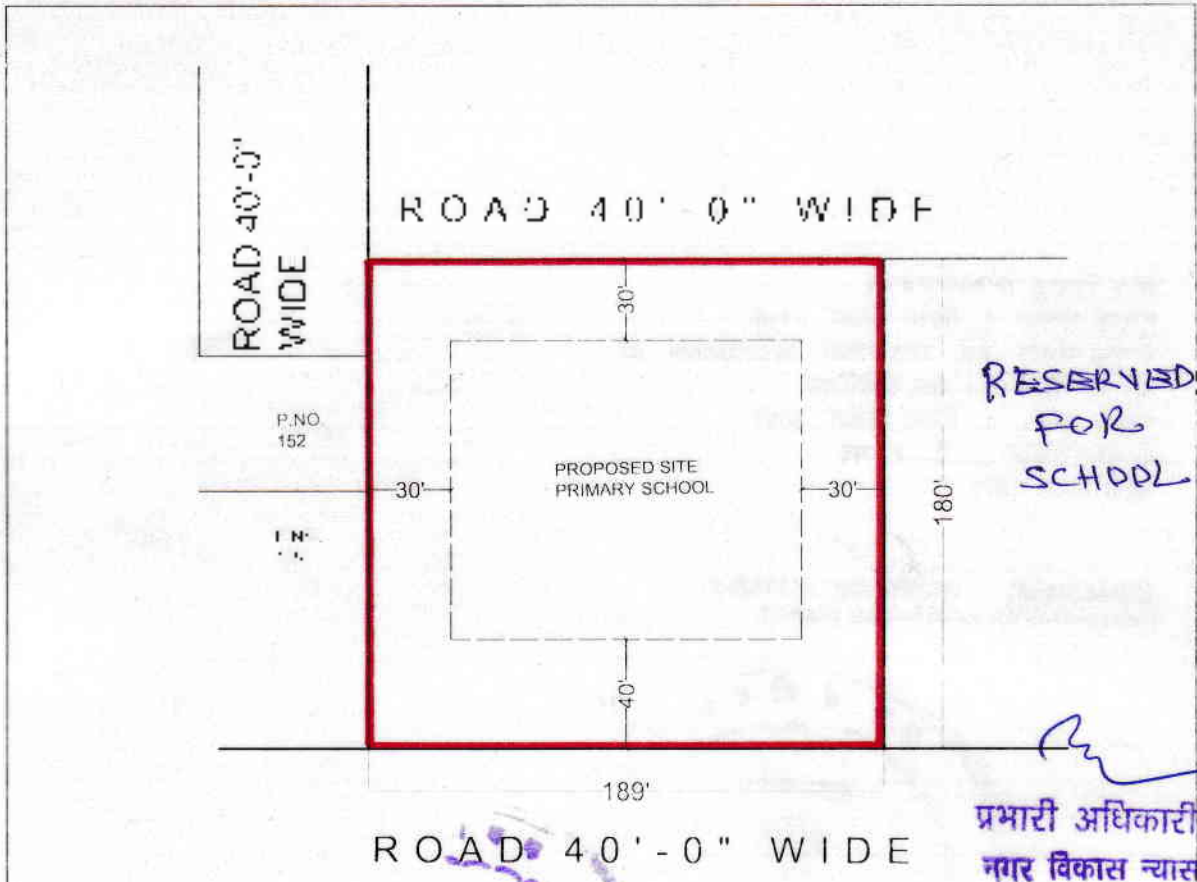 ROAD 40'-0"
WIDE
ROAD 40'-0" WIDE
30'
RESERVED
FOR
SCHOOL
P.NO
152
PROPOSED SITE
PRIMARY SCHOOL
30'
30'
180'
40'
189'
ROAD 40'-0" WIDE
प्रभारी अधिकारी
नगर विकास न्यास